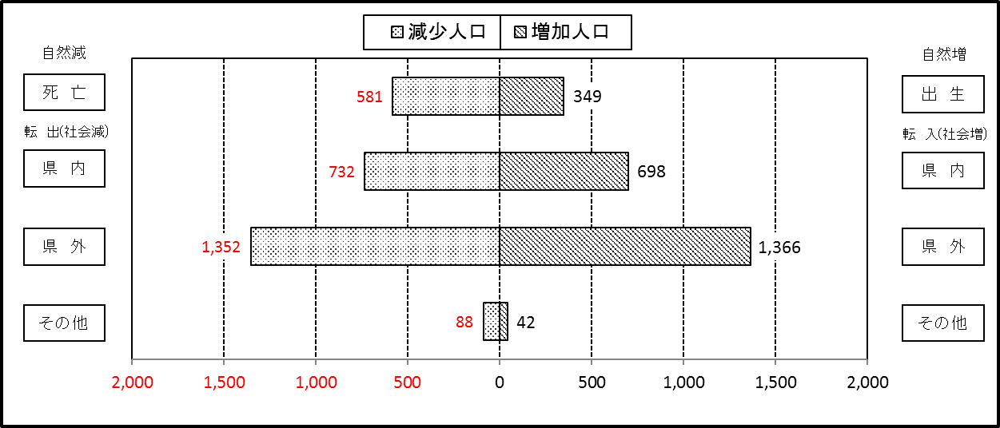 減少人口 増加人口
自然減 自然増
死 亡 581 349 出 生
転 出(社会減) 転 入(社会増)
県 内 732 698 県 内
県 外 1,352 1,366 県 外
その他 88 42 その他
2,000 1,500 1,000 500 0 500 1,000 1,500 2,000